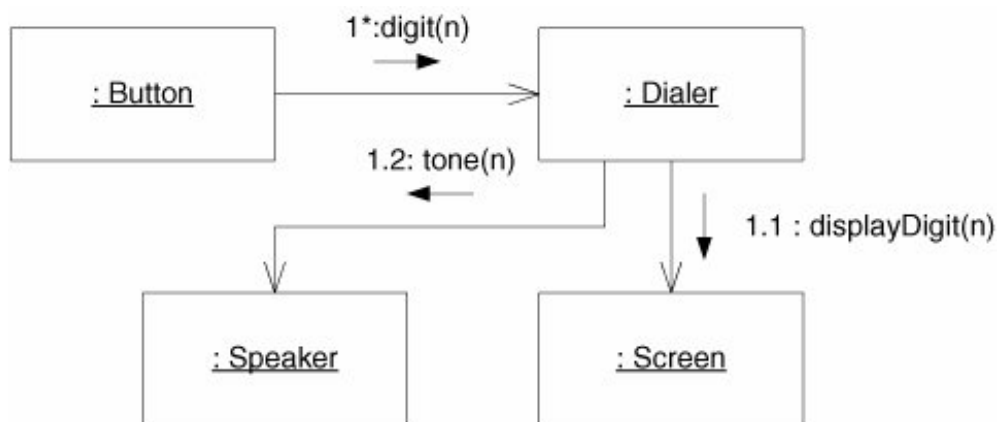 1*:digit(n)
: Button
: Dialer
1.2: tone(n)
1.1 : displayDigit(n)
: Speaker
: Screen